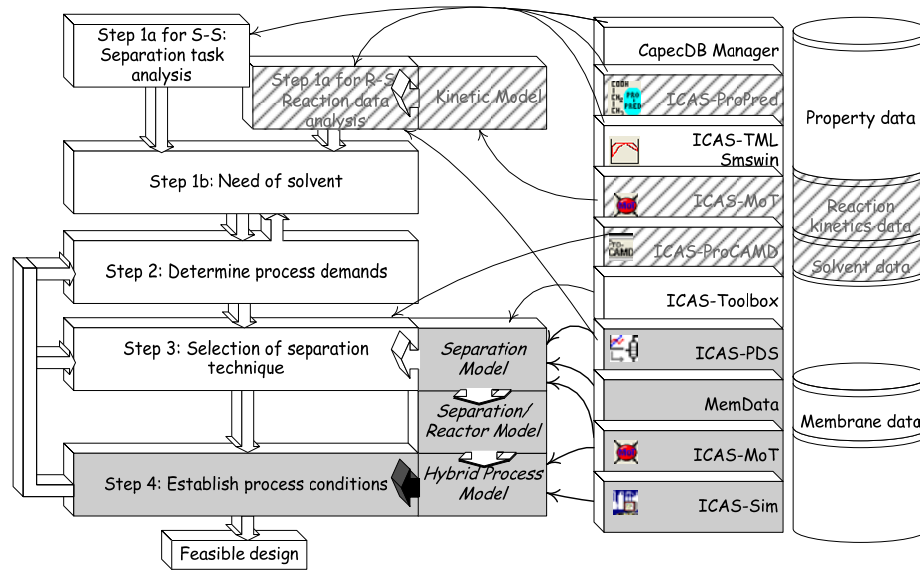 Step 1a for S-S:
Separation task
analysis
Step 1a for R-S
Reaction data
analysis
Kinetic Model
Step 1b: Need of solvent
Step 2: Determine process demands
Step 3: Selection of separation
technique
Separation
Model
Separation/
Reactor Model
Step 4: Establish process conditions
Hybrid Process
Model
Feasible design
CapecDB Manager
ICAS-ProPred
ICAS-TML
Smswin
ICAS-MoT
ICAS-ProCAMD
ICAS-Toolbox
ICAS-PDS
MemData
ICAS-MoT
ICAS-Sim
Property data
Reaction
kinetics data
Solvent data
Membrane data